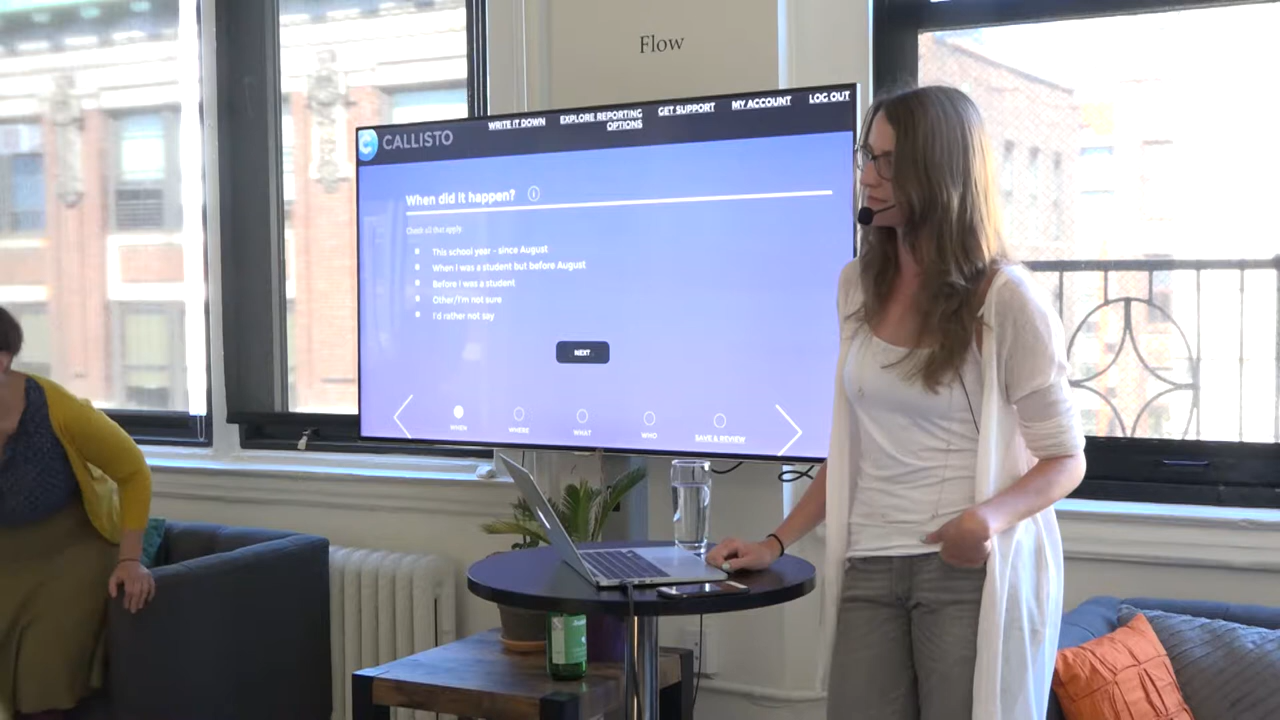 Flow
WRITE IT DOWN
EXPLORE REPORTING
OPTIONS
GET SUPPORT
MY ACCOUNT
LOG OUT
CALLISTO
When did it happen?
Check all that apply
This school year - since August
When I was a student but before August
Before I was a student
Other/I'm not sure
I'd rather not say
NEXT
WHEN
WHERE
WHAT
WHO
SAVE & REVIEW